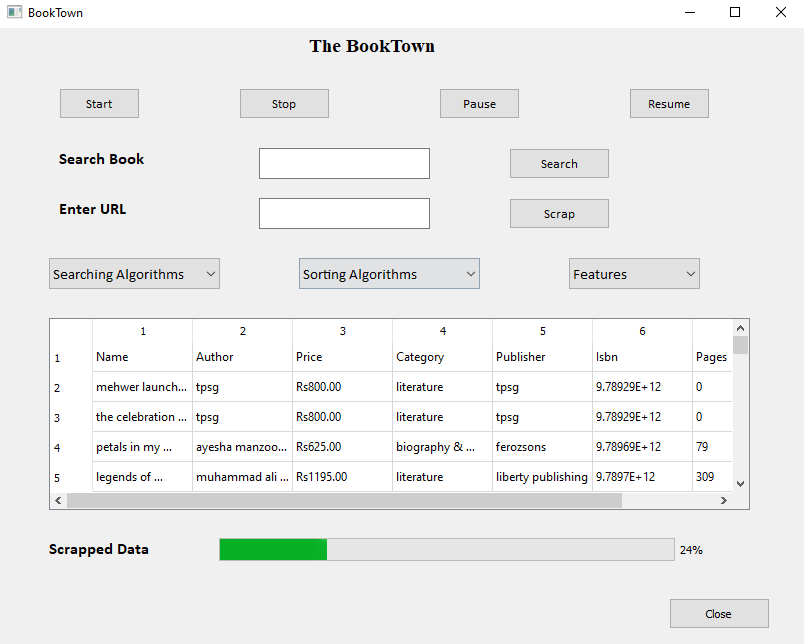 BookTown
The BookTown
Start Stop Pause Resume
Search Book Search
Enter URL Scrap
Searching Algorithms Sorting Algorithms Features
1 2 3 4 5 6
1 Name Author Price Category Publisher Isbn Pages
2 mehwer launch... tpsg Rs800.00 literature tpsg 9.78929E+12 0
3 the celebration ... tpsg Rs800.00 literature tpsg 9.78929E+12 0
4 petals in my ... ayesha manzoo... Rs625.00 biography & ... ferozsons 9.78969E+12 79
5 legends of ... muhammad ali ... Rs1195.00 literature liberty publishing 9.7897E+12 309
Scrapped Data 24%
Close